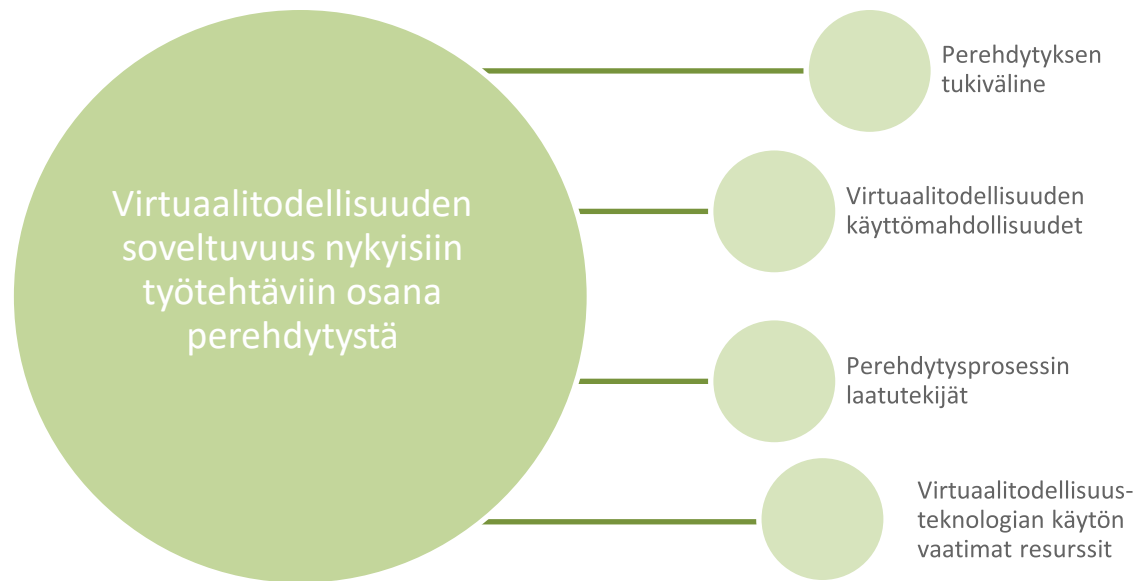 Virtuaalitodellisuuden
soveltuvuus nykyisiin
työtehtäviin osana
perehdytystä
Perehdytyksen
tukiväline
Virtuaalitodellisuuden
käyttömahdollisuudet
Perehdytysprosessin
laatutekijät
Virtuaalitodellisuus-
teknologian käytön
vaatimat resurssit